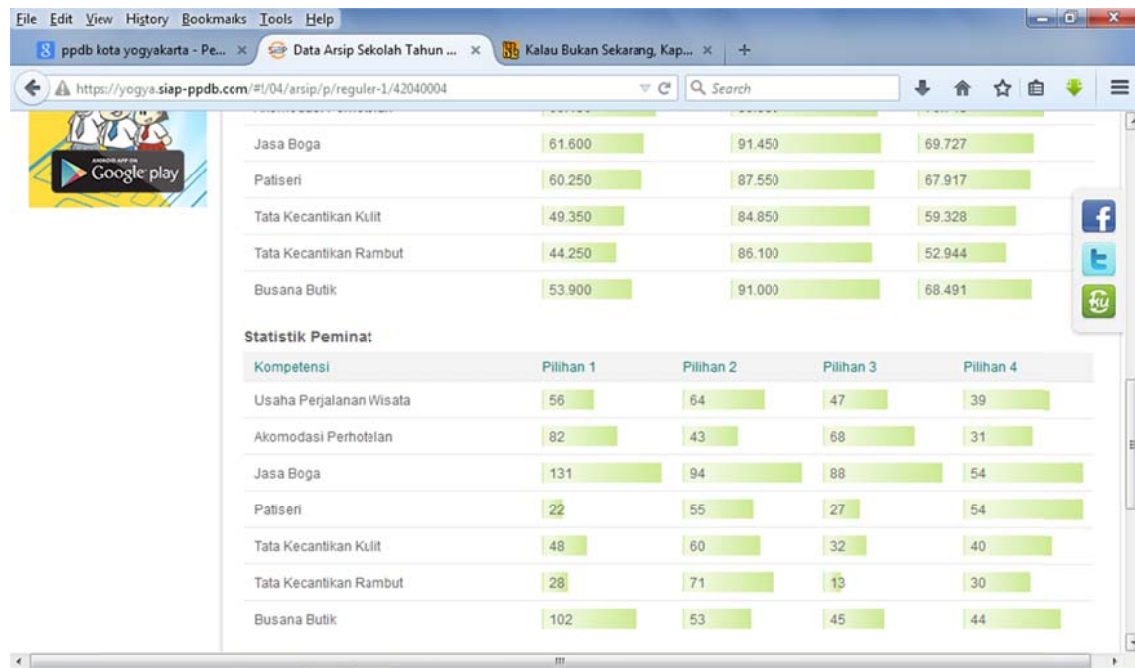 File Edit View History Bookmarks Tools Help
ppdb kota yogyakarta - Pe... × Data Arsip Sekolah Tahun ... × Kalau Bukan Sekarang, Kap... × +
https://yogya.siap-ppdb.com/#!/04/arsip/p/reguler-1/42040004 Search
ANDROID APP ON
Google play
Jasa Boga 61.600 91.450 69.727
Patiseri 60.250 87.550 67.917
Tata Kecantikan Kulit 49.350 84.850 59.328
Tata Kecantikan Rambut 44.250 86.100 52.944
Busana Butik 53.900 91.000 68.491
Statistik Peminat
Kompetensi Pilihan 1 Pilihan 2 Pilihan 3 Pilihan 4
Usaha Perjalanan Wisata 56 64 47 39
Akomodasi Perhotelan 82 43 68 31
Jasa Boga 131 94 88 54
Patiseri 22 55 27 54
Tata Kecantikan Kulit 48 60 32 40
Tata Kecantikan Rambut 28 71 13 30
Busana Butik 102 53 45 44